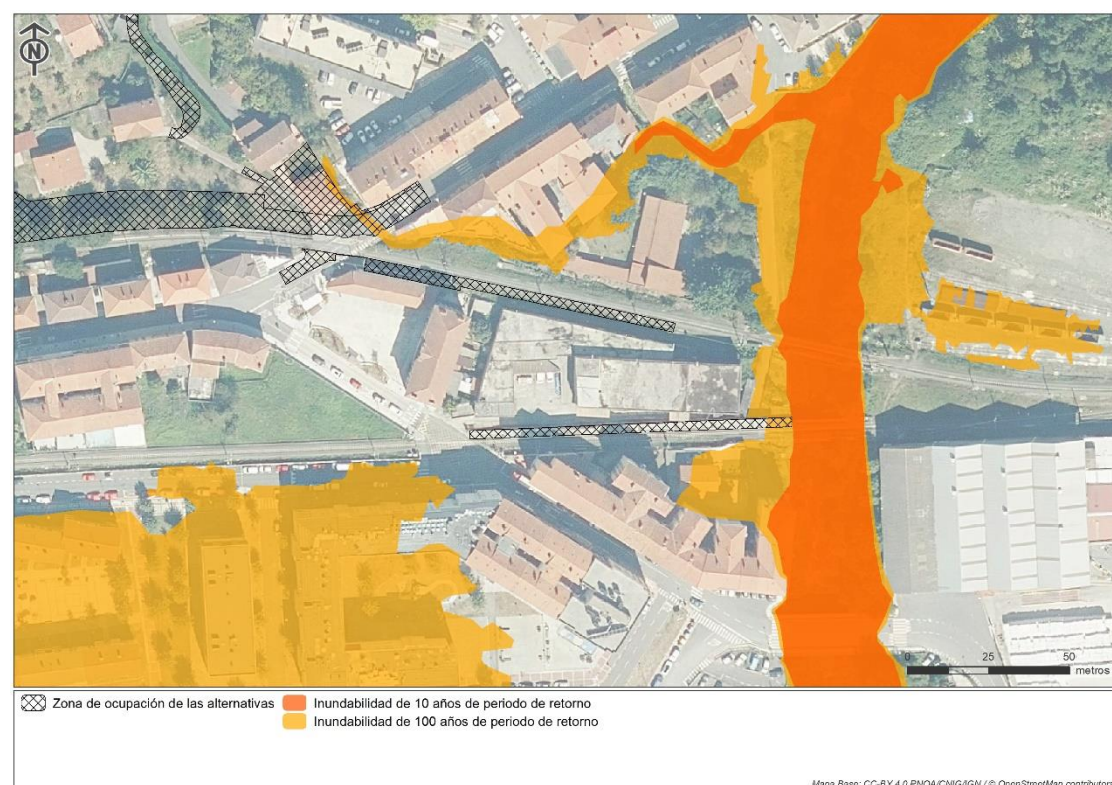 N
0 25 50
metros
Zona de ocupación de las alternativas
Inundabilidad de 10 años de periodo de retorno
Inundabilidad de 100 años de periodo de retorno
Mapa Base: CC-BY 4.0 PNOA/CNIG/IGN / © OpenStreetMap contributors